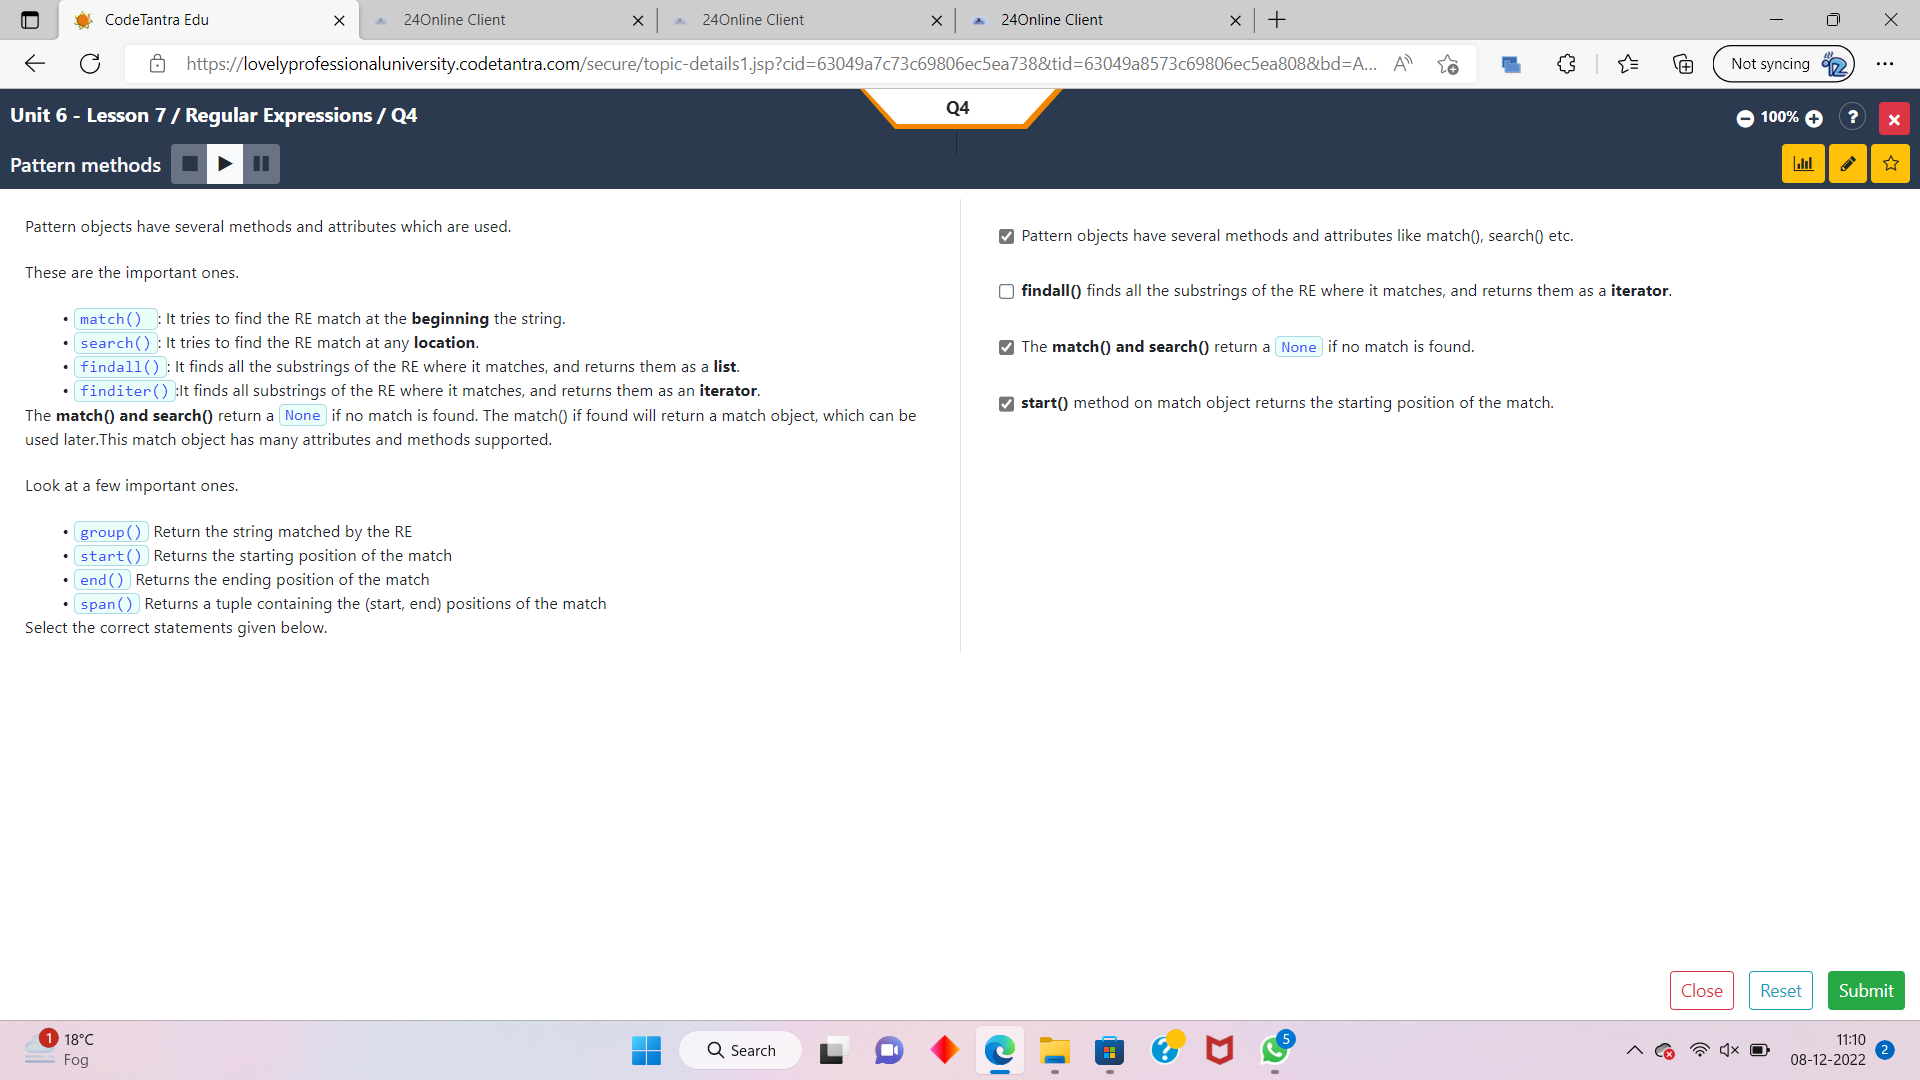 CodeTantra Edu
24Online Client
24Online Client
24Online Client
https://lovelyprofessionaluniversity.codetantra.com/secure/topic-details1.jsp?cid=63049a7c73c69806ec5ea738&tid=63049a8573c69806ec5ea808&bd=A...
Not syncing
Unit 6 - Lesson 7 / Regular Expressions / Q4
Q4
100%
?
Pattern methods
Pattern objects have several methods and attributes which are used.
These are the important ones.
• match() : It tries to find the RE match at the beginning the string.
• search() : It tries to find the RE match at any location.
• findall() : It finds all the substrings of the RE where it matches, and returns them as a list.
• finditer() :It finds all substrings of the RE where it matches, and returns them as an iterator.
The match() and search() return a None if no match is found. The match() if found will return a match object, which can be
used later.This match object has many attributes and methods supported.
Look at a few important ones.
• group() Return the string matched by the RE
• start() Returns the starting position of the match
• end() Returns the ending position of the match
• span() Returns a tuple containing the (start, end) positions of the match
Select the correct statements given below.
Pattern objects have several methods and attributes like match(), search() etc.
findall() finds all the substrings of the RE where it matches, and returns them as a iterator.
The match() and search() return a None if no match is found.
start() method on match object returns the starting position of the match.
Close
Reset
Submit
1
18°C
Fog
Search
5
11:10
08-12-2022
2